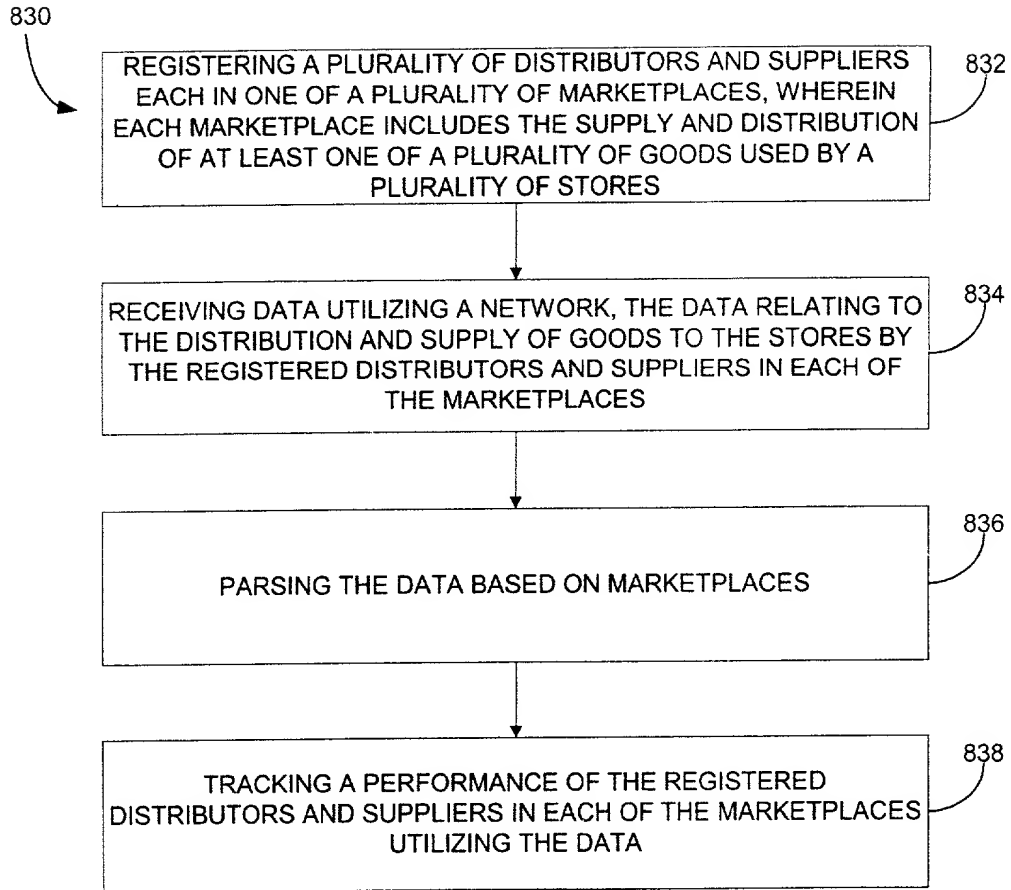 830
REGISTERING A PLURALITY OF DISTRIBUTORS AND SUPPLIERS
EACH IN ONE OF A PLURALITY OF MARKETPLACES, WHEREIN
EACH MARKETPLACE INCLUDES THE SUPPLY AND DISTRIBUTION
OF AT LEAST ONE OF A PLURALITY OF GOODS USED BY A
PLURALITY OF STORES
832
RECEIVING DATA UTILIZING A NETWORK, THE DATA RELATING TO
THE DISTRIBUTION AND SUPPLY OF GOODS TO THE STORES BY
THE REGISTERED DISTRIBUTORS AND SUPPLIERS IN EACH OF
THE MARKETPLACES
834
PARSING THE DATA BASED ON MARKETPLACES
836
TRACKING A PERFORMANCE OF THE REGISTERED
DISTRIBUTORS AND SUPPLIERS IN EACH OF THE MARKETPLACES
UTILIZING THE DATA
838